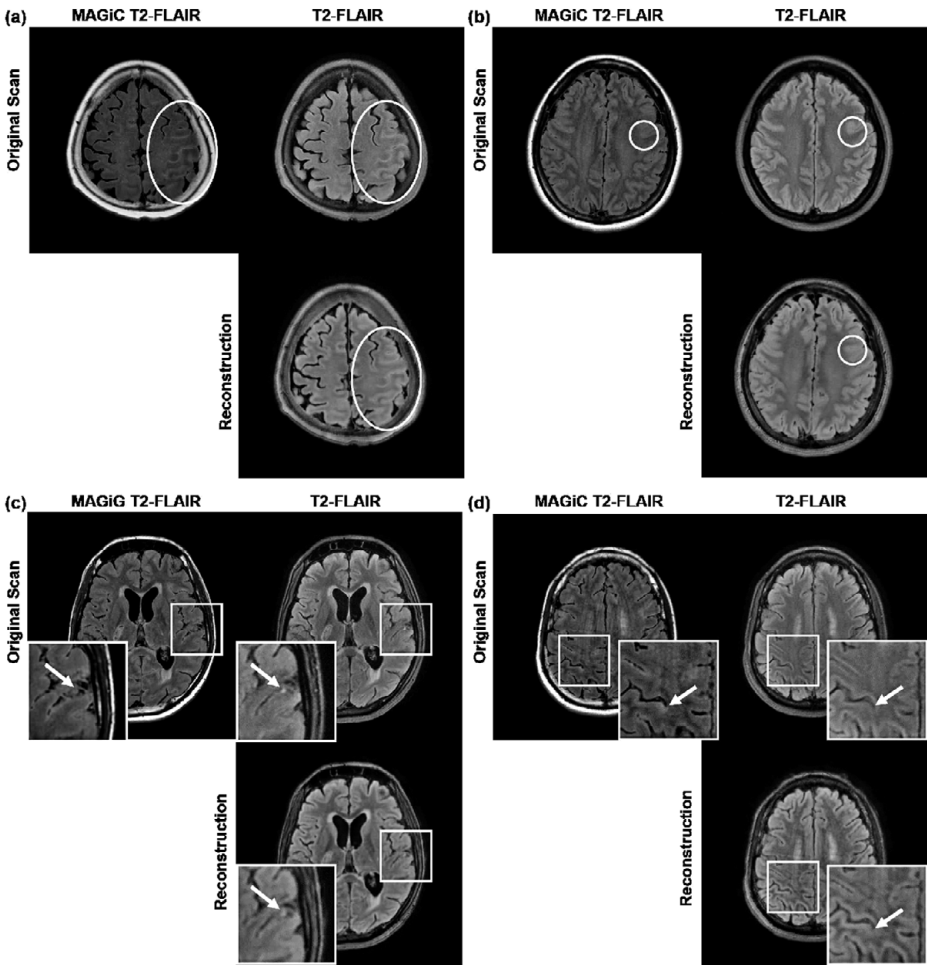 (a) MAGiC T2-FLAIR T2-FLAIR
Original Scan
Reconstruction
(b) MAGiC T2-FLAIR T2-FLAIR
Original Scan
Reconstruction
(c) MAGiG T2-FLAIR T2-FLAIR
Original Scan
Reconstruction
(d) MAGiC T2-FLAIR T2-FLAIR
Original Scan
Reconstruction